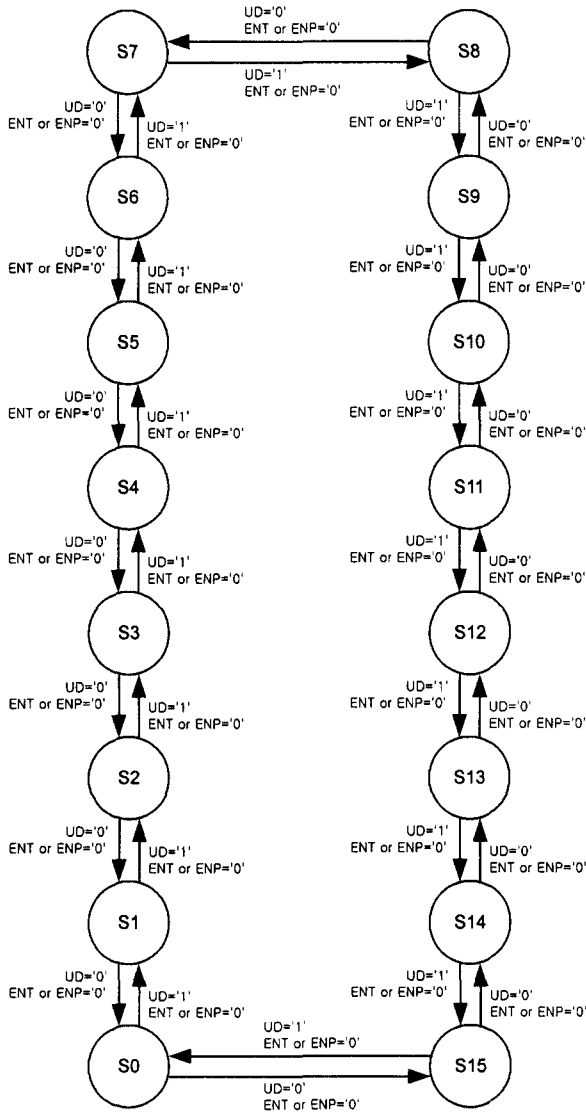 UD='0'
ENT or ENP='0'
S7
S8
UD='1'
ENT or ENP='0'
UD='0'
ENT or ENP='0'
UD='1'
ENT or ENP='0'
UD='1'
ENT or ENP='0'
UD='0'
ENT or ENP='0'
S6
S9
UD='0'
ENT or ENP='0'
UD='1'
ENT or ENP='0'
UD='1'
ENT or ENP='0'
UD='0'
ENT or ENP='0'
S5
S10
UD='0'
ENT or ENP='0'
UD='1'
ENT or ENP='0'
UD='1'
ENT or ENP='0'
UD='0'
ENT or ENP='0'
S4
S11
UD='0'
ENT or ENP='0'
UD='1'
ENT or ENP='0'
UD='1'
ENT or ENP='0'
UD='0'
ENT or ENP='0'
S3
S12
UD='0'
ENT or ENP='0'
UD='1'
ENT or ENP='0'
UD='1'
ENT or ENP='0'
UD='0'
ENT or ENP='0'
S2
S13
UD='0'
ENT or ENP='0'
UD='1'
ENT or ENP='0'
UD='1'
ENT or ENP='0'
UD='0'
ENT or ENP='0'
S1
S14
UD='0'
ENT or ENP='0'
UD='1'
ENT or ENP='0'
UD='1'
ENT or ENP='0'
UD='0'
ENT or ENP='0'
UD='1'
ENT or ENP='0'
S0
S15
UD='0'
ENT or ENP='0'